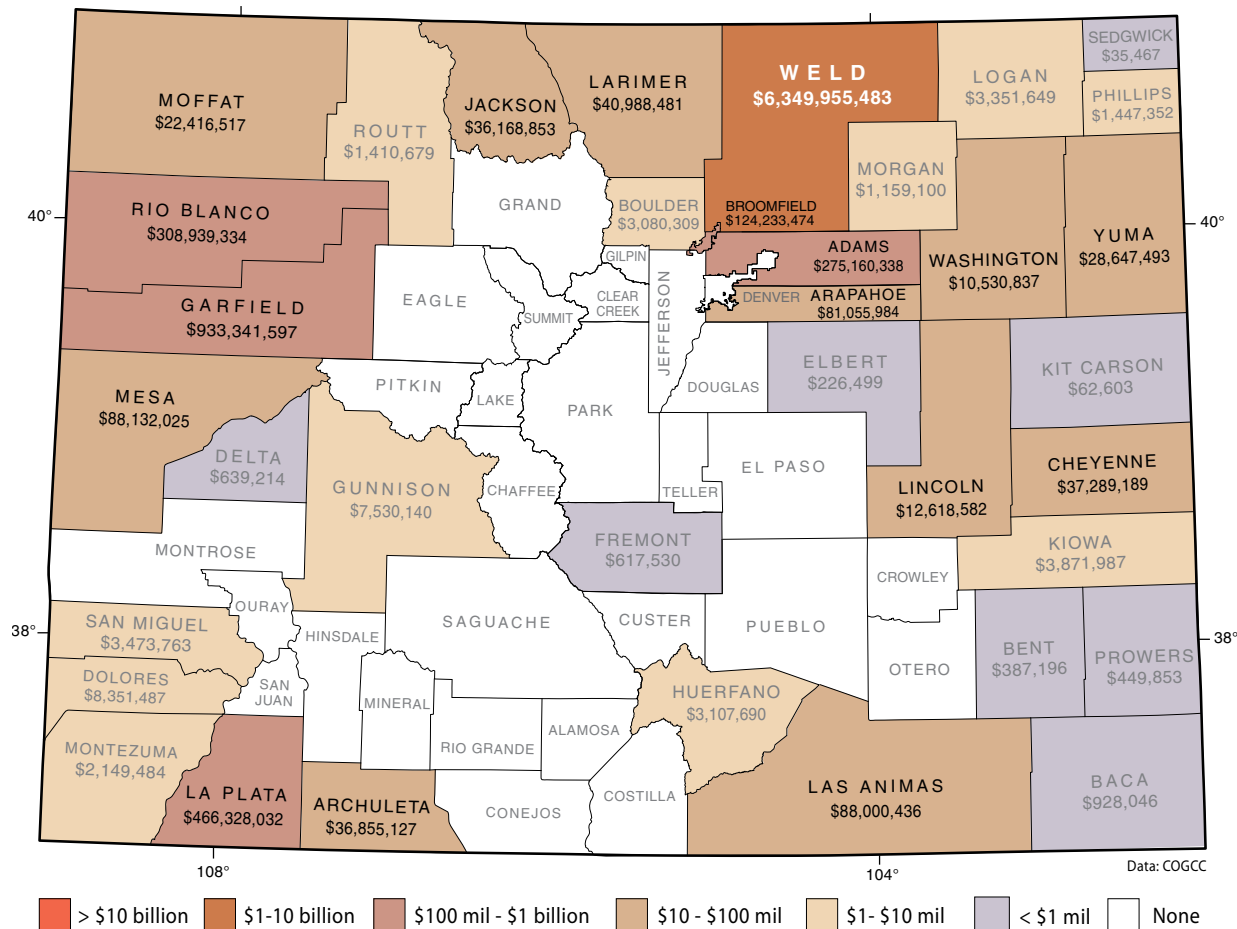 SEDGWICK
$35,467
MOFFAT
$22,416,517
ROUTT
$1,410,679
JACKSON
$36,168,853
LARIMER
$40,988,481
WELD
$6,349,955,483
LOGAN
$3,351,649
PHILLIPS
$1,447,352
MORGAN
$1,159,100
40°
RIO BLANCO
$308,939,334
GRAND
BOULDER
$3,080,309
BROOMFIELD
$124,233,474
40°
YUMA
$28,647,493
ADAMS
$275,160,338
WASHINGTON
$10,530,837
GILPIN
GARFIELD
$933,341,597
EAGLE
SUMMIT
CLEAR
CREEK
JEFFERSON
DENVER
ARAPAHOE
$81,055,984
MESA
$88,132,025
PITKIN
LAKE
PARK
DOUGLAS
ELBERT
$226,499
KIT CARSON
$62,603
DELTA
$639,214
GUNNISON
$7,530,140
CHAFFEE
TELLER
EL PASO
LINCOLN
$12,618,582
CHEYENNE
$37,289,189
MONTROSE
FREMONT
$617,530
KIOWA
$3,871,987
CROWLEY
OURAY
38°
SAN MIGUEL
$3,473,763
HINSDALE
SAGUACHE
CUSTER
PUEBLO
38°
OTERO
BENT
$387,196
PROWERS
$449,853
DOLORES
$8,351,487
SAN
JUAN
MINERAL
HUERFANO
$3,107,690
RIO GRANDE
ALAMOSA
MONTEZUMA
$2,149,484
LA PLATA
$466,328,032
ARCHULETA
$36,855,127
CONEJOS
COSTILLA
LAS ANIMAS
$88,000,436
BACA
$928,046
108°
104°
Data: COGCC
> $10 billion
$1-10 billion
$100 mil - $1 billion
$10 - $100 mil
$1- $10 mil
< $1 mil
None